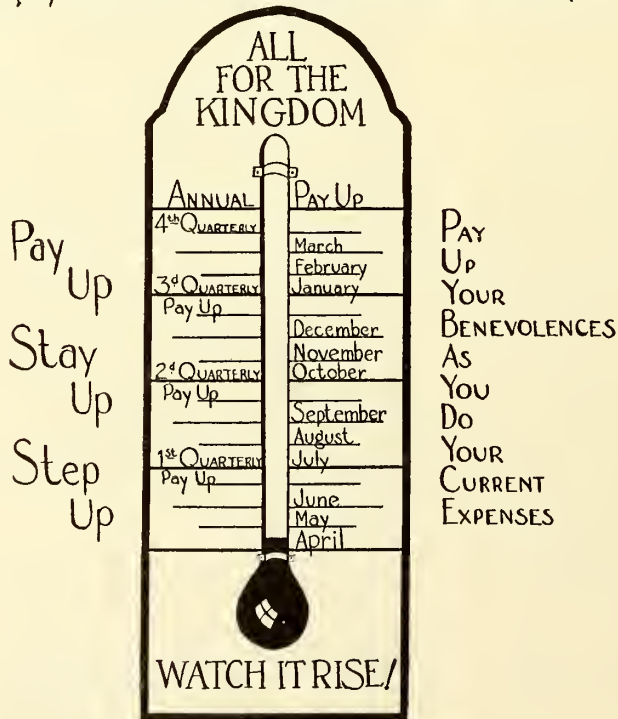 ALL
FOR THE
KINGDOM
ANNUAL PAY UP
4th QUARTERLY
March
February
3d QUARTERLY January
Pay Up
December
November
2d QUARTERLY October
Pay Up
September
August
1st QUARTERLY July
Pay Up
June
May
April
WATCH IT RISE!
Pay
Up
Stay
Up
Step
Up
PAY
UP
YOUR
BENEVOLENCES
AS
YOU
DO
YOUR
CURRENT
EXPENSES